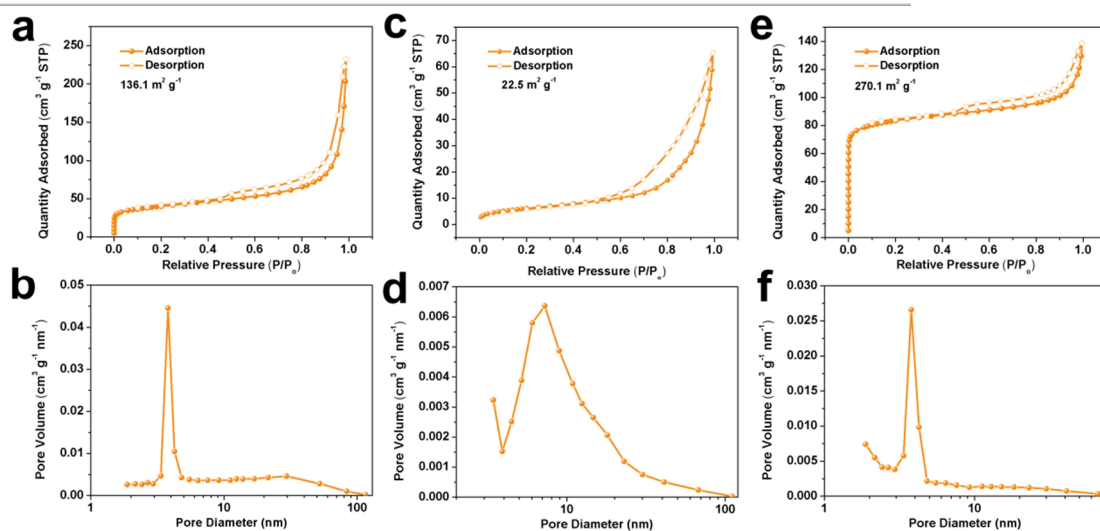 a
250
225
200
175
150
125
100
75
50
25
0
Quantity Adsorbed (cm³ g⁻¹ STP)
Adsorption
Desorption
136.1 m² g⁻¹
0.0 0.2 0.4 0.6 0.8 1.0
Relative Pressure (P/Pₒ)
c
70
60
50
40
30
20
10
0
Quantity Adsorbed (cm³ g⁻¹ STP)
Adsorption
Desorption
22.5 m² g⁻¹
0.0 0.2 0.4 0.6 0.8 1.0
Relative Pressure (P/Pₒ)
e
140
120
100
80
60
40
20
0
Quantity Adsorbed (cm³ g⁻¹ STP)
Adsorption
Desorption
270.1 m² g⁻¹
0.0 0.2 0.4 0.6 0.8 1.0
Relative Pressure (P/Pₒ)
b
0.05
0.04
0.03
0.02
0.01
0.00
Pore Volume (cm³ g⁻¹ nm⁻¹)
1 10 100
Pore Diameter (nm)
d
0.007
0.006
0.005
0.004
0.003
0.002
0.001
0.000
Pore Volume (cm³ g⁻¹ nm⁻¹)
10 100
Pore Diameter (nm)
f
0.030
0.025
0.020
0.015
0.010
0.005
0.000
Pore Volume (cm³ g⁻¹ nm⁻¹)
1 10
Pore Diameter (nm)